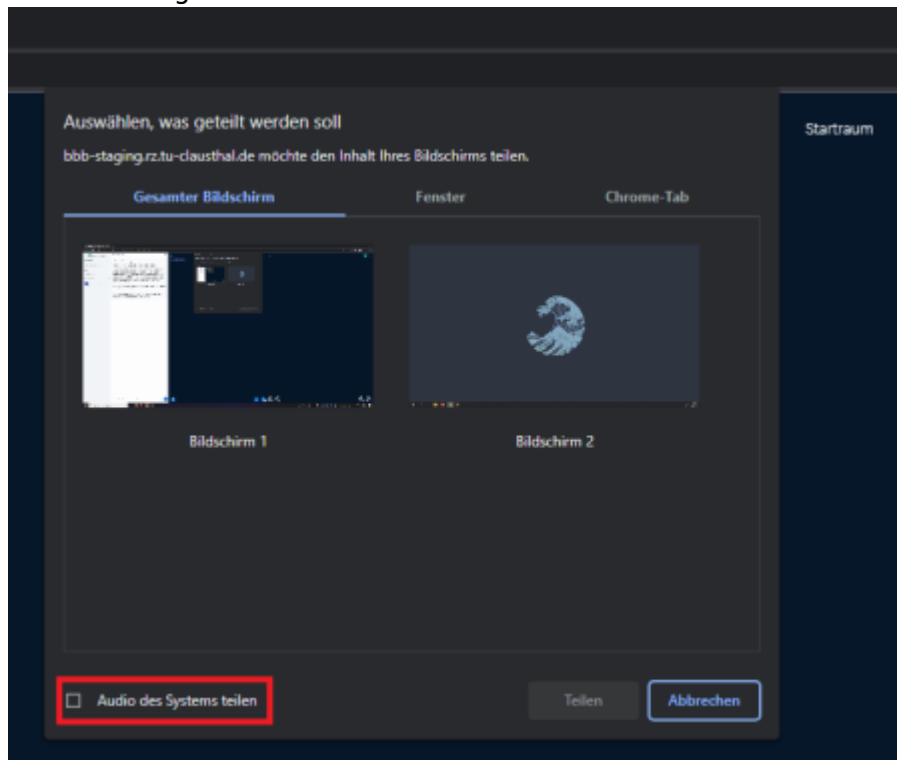 Auswählen, was geteilt werden soll
Startraum
bbb-staging.rz.tu-clausthal.de möchte den Inhalt Ihres Bildschirms teilen.
Gesamter Bildschirm
Fenster
Chrome-Tab
Bildschirm 1
Bildschirm 2
Audio des Systems teilen
Teilen
Abbrechen